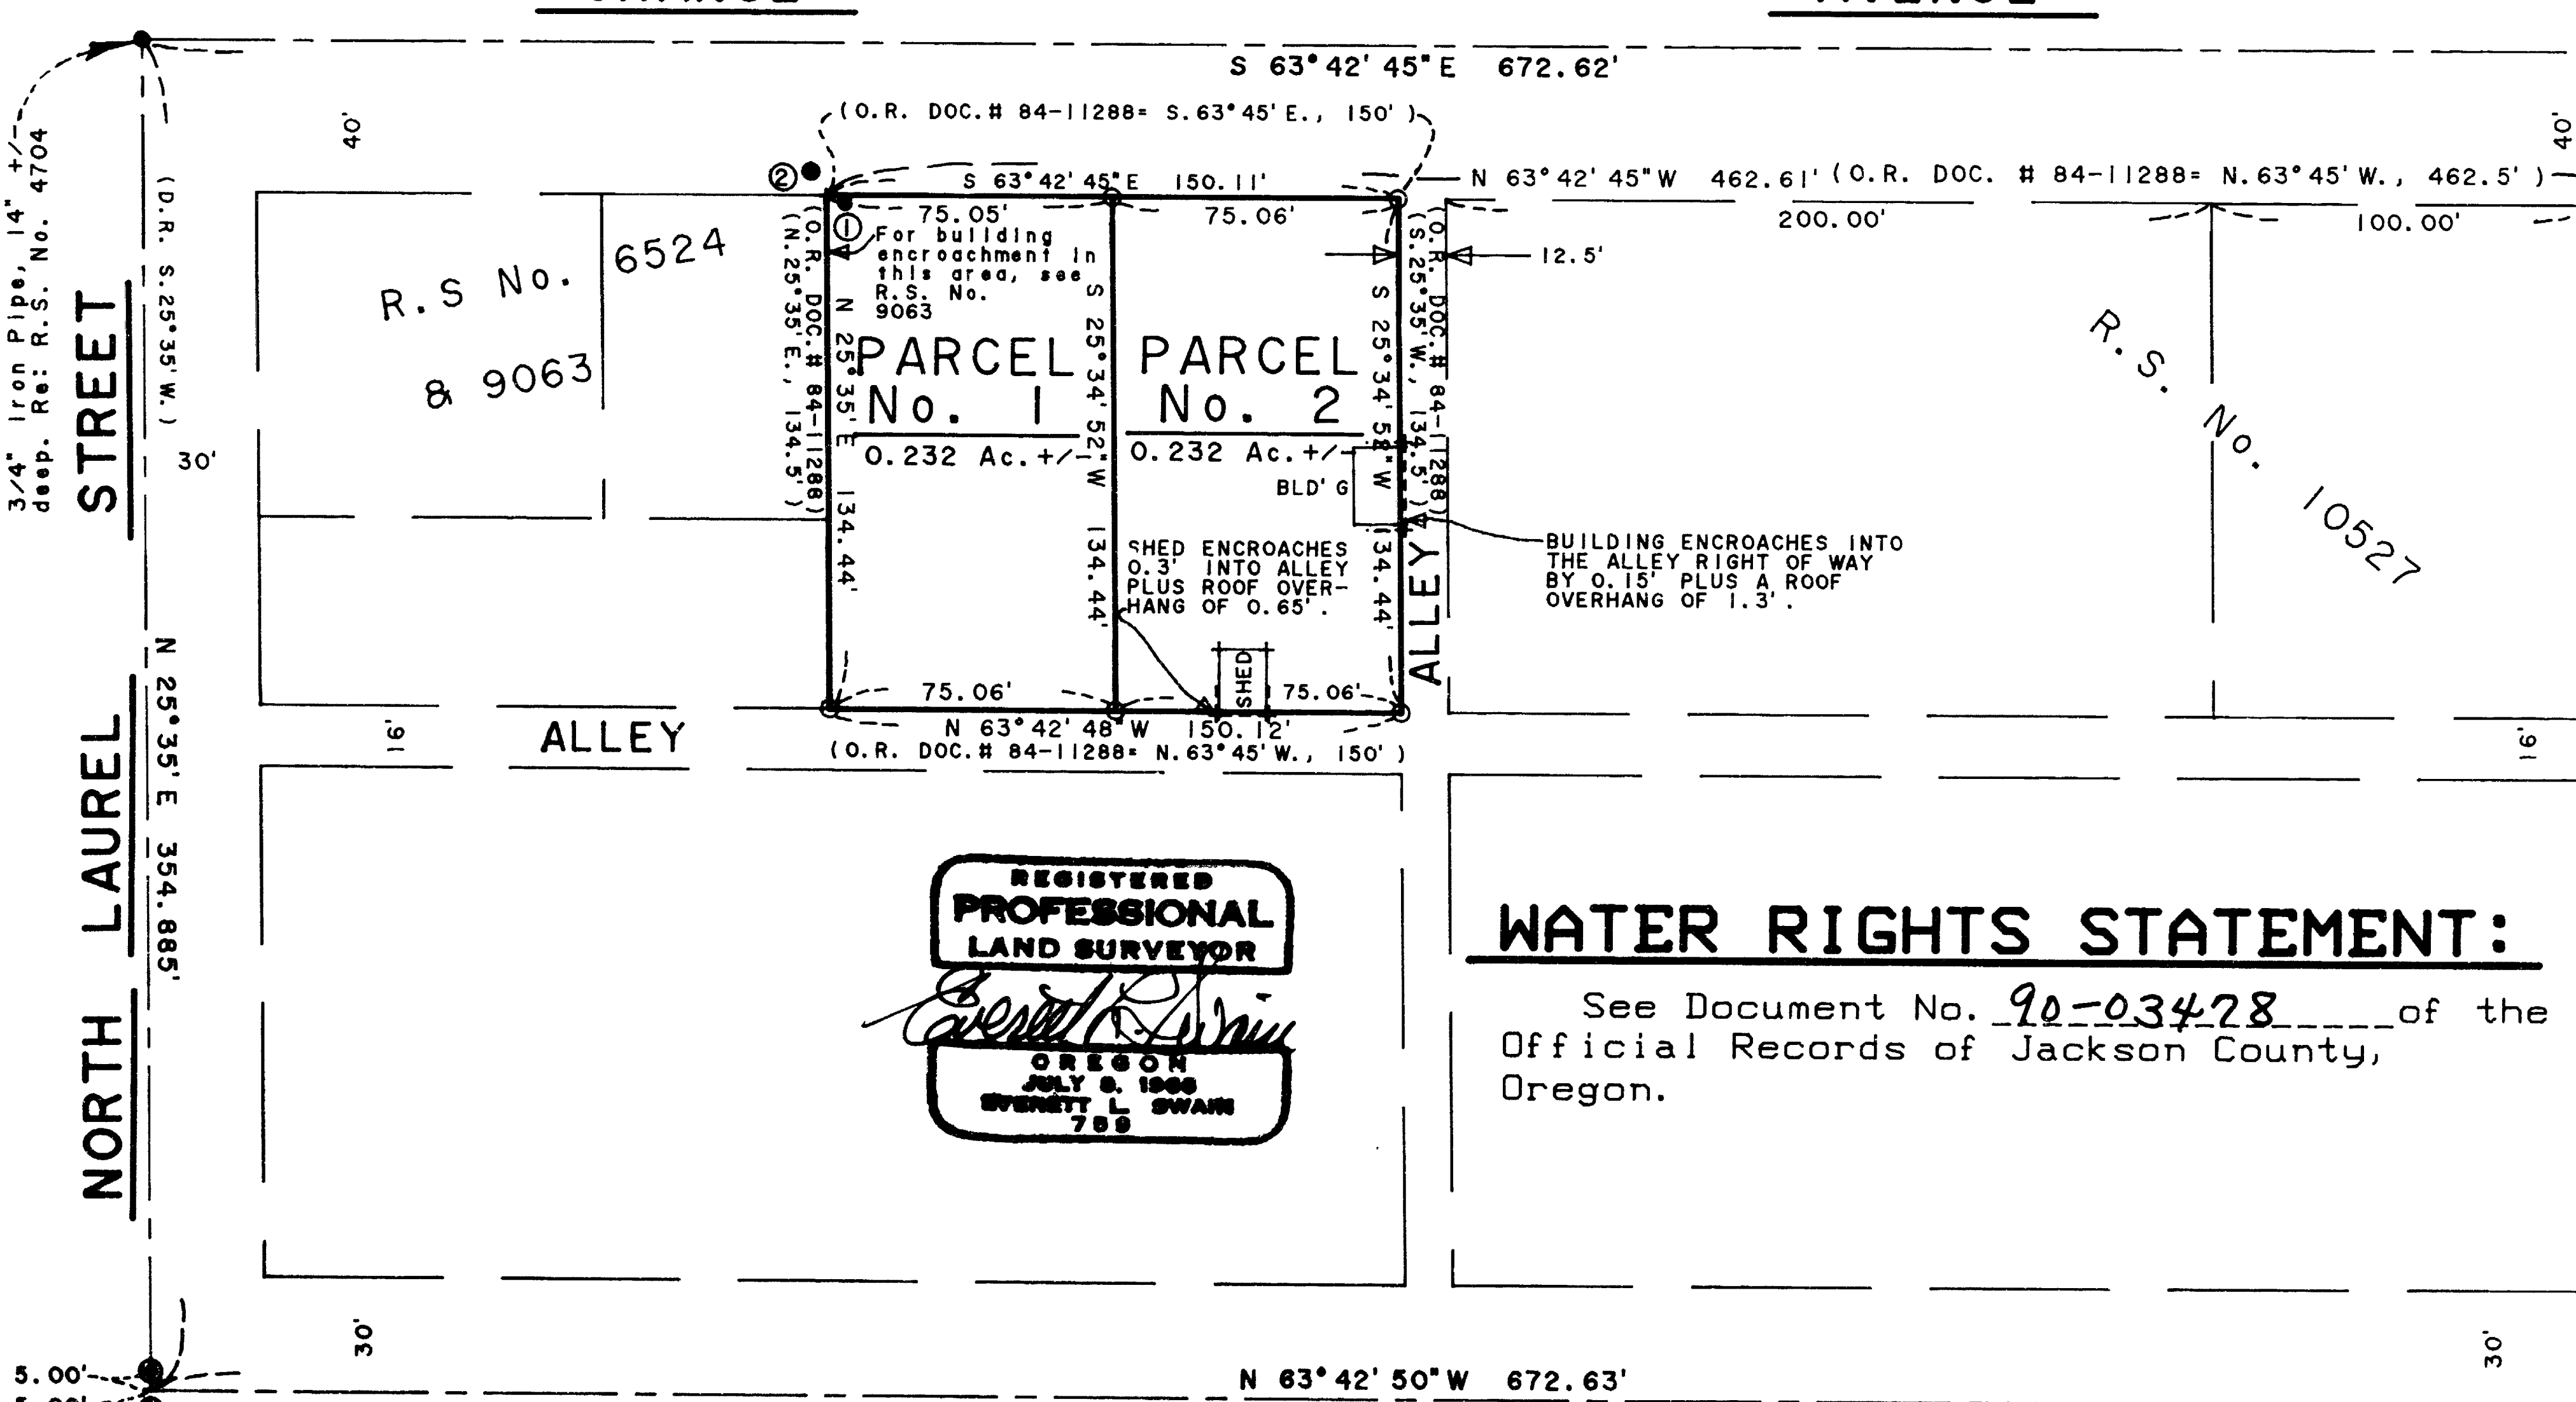 S 63°42'45"E 672.62'
(O.R. DOC.# 84-11288= S.63°45'E., 150')
40'
40'
3/4" Iron Pipe, 14" +/-
deep. Re: R.S. No. 4704
(D.R. S.25°35'W.)
②
S 63°42'45"E 150.11'
N 63°42'45"W 462.61' (O.R. DOC. # 84-11288= N.63°45'W., 462.5')
75.05'
75.06'
200.00'
100.00'
①
For building
encroachment in
this area, see
R.S. No.
9063
12.5'
R.S No. 6524
& 9063
(O.R. DOC.# 84-11288)
(N.25°35'E., 134.5')
N 25°35'E 134.44'
S 25°34'52"W 134.44'
S 25°34'52"W 134.44'
(O.R. DOC.# 84-11288)
(S.25°35'W., 134.5')
PARCEL
No. 1
0.232 Ac.+/-
PARCEL
No. 2
0.232 Ac.+/-
BLD'G
R.S. No. 10527
30'
STREET
LAUREL
NORTH
N 25°35'E 354.885'
SHED ENCROACHES
0.3' INTO ALLEY
PLUS ROOF OVER-
HANG OF 0.65'.
BUILDING ENCROACHES INTO
THE ALLEY RIGHT OF WAY
BY 0.15' PLUS A ROOF
OVERHANG OF 1.3'.
ALLEY
SHED
75.06'
75.06'
16'
ALLEY
N 63°42'48"W 150.12'
(O.R. DOC.# 84-11288= N.63°45'W., 150')
16'
REGISTERED
PROFESSIONAL
LAND SURVEYOR
Everett L Swain
OREGON
JULY 8, 1966
EVERETT L. SWAIN
759
WATER RIGHTS STATEMENT:
See Document No. 90-03478 of the
Official Records of Jackson County,
Oregon.
30'
30'
5.00'
N 63°42'50"W 672.63'